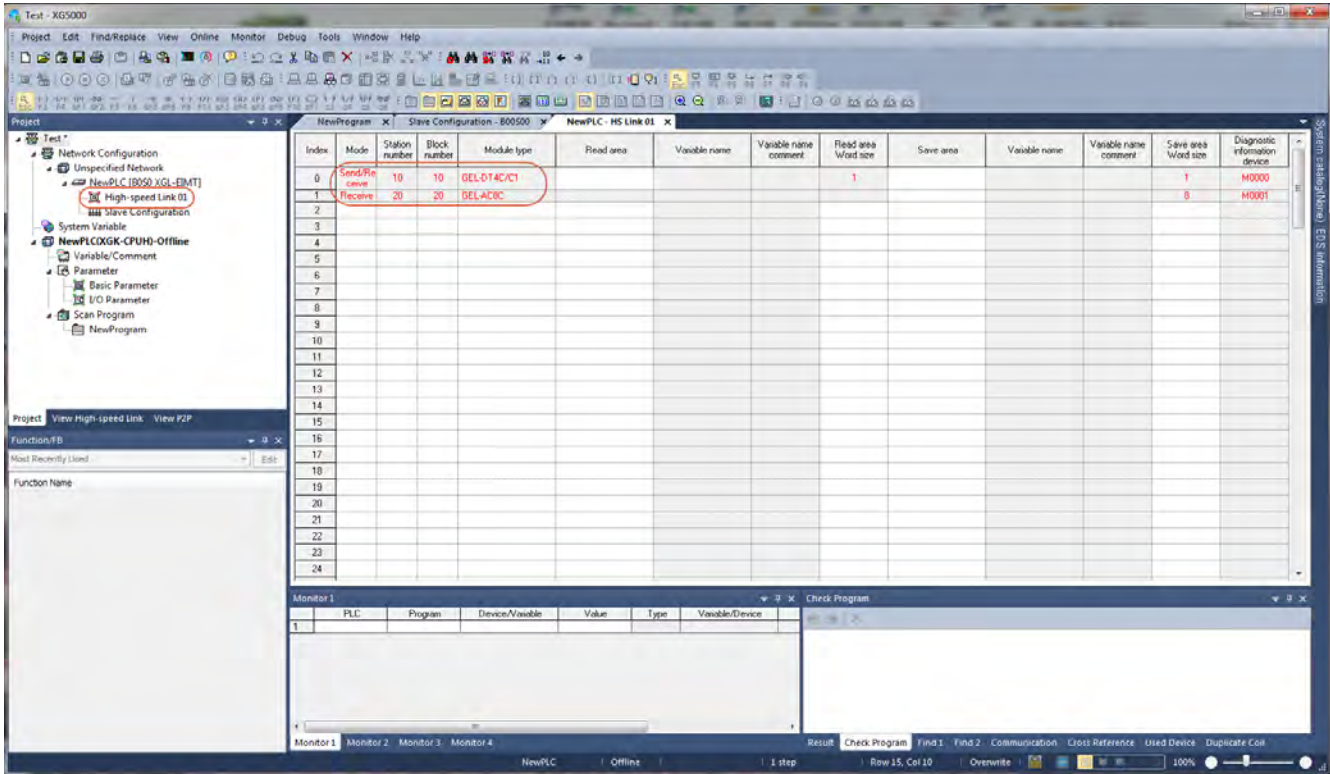 Test - XG5000
Project Edit Find/Replace View Online Monitor Debug Tools Window Help
Project
Test *
Network Configuration
Unspecified Network
NewPLC [B0S0 XGL-EIMT]
High-speed Link 01
Slave Configuration
System Variable
NewPLC(XGK-CPUH)-Offline
Variable/Comment
Parameter
Basic Parameter
I/O Parameter
Scan Program
NewProgram
Project View High-speed Link View P2P
Function/FB
Most Recently Used Edit
Function Name
NewProgram x Slave Configuration - B00S00 x NewPLC - HS Link 01 x
Index Mode Station number Block number Module type Read area Variable name Variable name comment Read area Word size Save area Variable name Variable name comment Save area Word size Diagnostic information device
0 Send/Receive 10 10 GEL-DT4C/C1 1 1 M0000
1 Receive 20 20 GEL-AC8C 8 M0001
2
3
4
5
6
7
8
9
10
11
12
13
14
15
16
17
18
19
20
21
22
23
24
System catalog(None) EDS information
Monitor 1
PLC Program Device/Variable Value Type Variable/Device
1
Monitor 1 Monitor 2 Monitor 3 Monitor 4
Check Program
Result Check Program Find 1 Find 2 Communication Cross Reference Used Device Duplicate Coil
NewPLC Offline 1 step Row 15, Col 10 Overwrite 100%